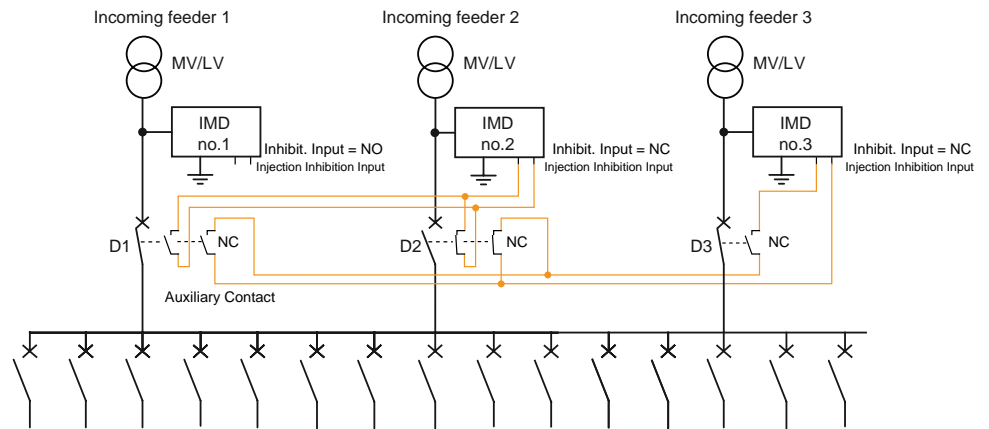 Incoming feeder 1
Incoming feeder 2
Incoming feeder 3
MV/LV
MV/LV
MV/LV
IMD
no.1
Inhibit. Input = NO
Injection Inhibition Input
IMD
no.2
Inhibit. Input = NC
Injection Inhibition Input
IMD
no.3
Inhibit. Input = NC
Injection Inhibition Input
D1
NC
D2
NC
D3
NC
Auxiliary Contact